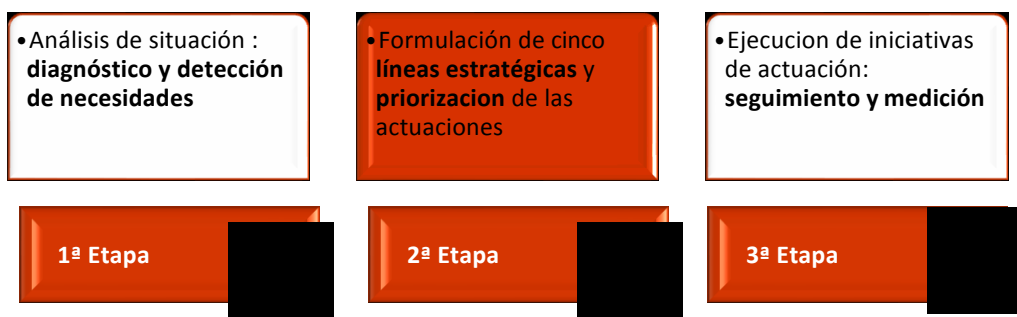 •Análisis de situación :
diagnóstico y detección
de necesidades
•Formulación de cinco
líneas estratégicas y
priorizacion de las
actuaciones
•Ejecucion de iniciativas
de actuación:
seguimiento y medición
1ª Etapa
2ª Etapa
3ª Etapa